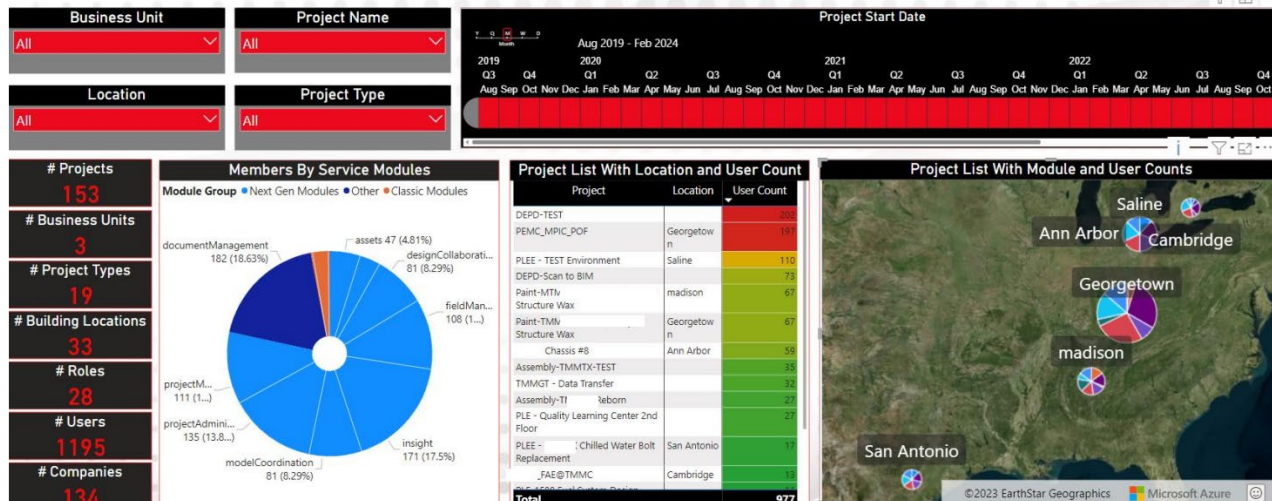 Business Unit
All
Project Name
All
Location
All
Project Type
All
Project Start Date
Y Q M W D
Month
Aug 2019 - Feb 2024
2019 2020 2021 2022
Q3 Q4 Q1 Q2 Q3 Q4 Q1 Q2 Q3 Q4 Q1 Q2 Q3 Q4
Aug Sep Oct Nov Dec Jan Feb Mar Apr May Jun Jul Aug Sep Oct Nov Dec Jan Feb Mar Apr May Jun Jul Aug Sep Oct Nov Dec Jan Feb Mar Apr May Jun Jul Aug Sep Oct
# Projects
153
# Business Units
3
# Project Types
19
# Building Locations
33
# Roles
28
# Users
1195
# Companies
134
Members By Service Modules
Module Group Next Gen Modules Other Classic Modules
assets 47 (4.81%)
designCollaborati...
81 (8.29%)
fieldMan...
108 (1...)
insight
171 (17.5%)
modelCoordination
81 (8.29%)
projectAdmini...
135 (13.8...)
projectM...
111 (1...)
documentManagement
182 (18.63%)
Project List With Location and User Count
Project Location User Count
DEPD-TEST 202
PEMC_MPIC_POF Georgetow 197
n
PLEE - TEST Environment Saline 110
DEPD-Scan to BIM 73
Paint-MTM madison 67
Structure Wax
Paint-TMM Georgetow 67
Structure Wax n
Chassis #8 Ann Arbor 59
Assembly-TMMTX-TEST 35
TMMGT - Data Transfer 32
Assembly-TM Reborn 27
PLE - Quality Learning Center 2nd 27
Floor
PLEE - Chilled Water Bolt San Antonio 17
Replacement
_FAE@TMMC Cambridge 13
Total 977
Project List With Module and User Counts
Saline
Ann Arbor
Cambridge
Georgetown
madison
San Antonio
©2023 EarthStar Geographics Microsoft Azure